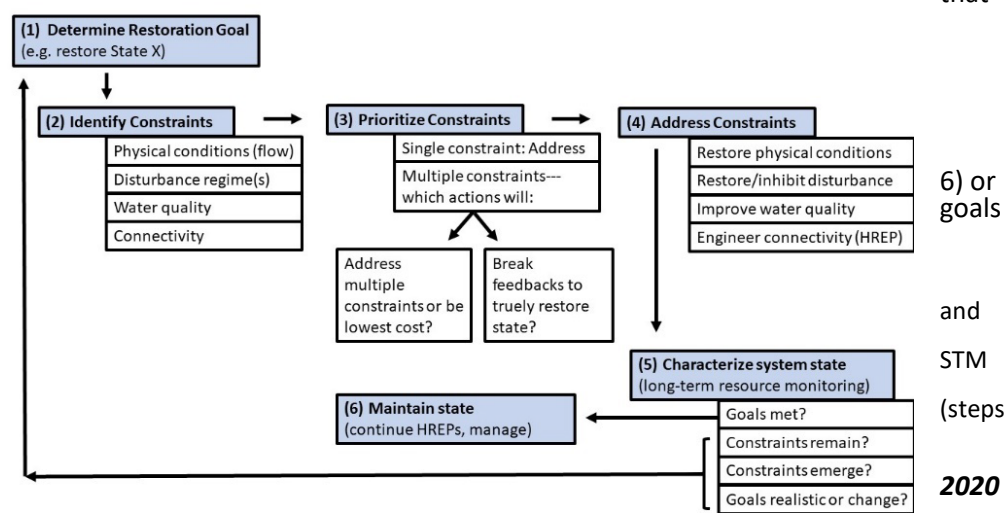 that
(1) Determine Restoration Goal
(e.g. restore State X)
(2) Identify Constraints
Physical conditions (flow)
Disturbance regime(s)
Water quality
Connectivity
(3) Prioritize Constraints
Single constraint: Address
Multiple constraints---
which actions will:
Address
multiple
constraints or be
lowest cost?
Break
feedbacks to
truely restore
state?
(4) Address Constraints
Restore physical conditions
Restore/inhibit disturbance
Improve water quality
Engineer connectivity (HREP)
(5) Characterize system state
(long-term resource monitoring)
Goals met?
Constraints remain?
Constraints emerge?
Goals realistic or change?
(6) Maintain state
(continue HREPs, manage)
6) or
goals
and
STM
(steps
2020